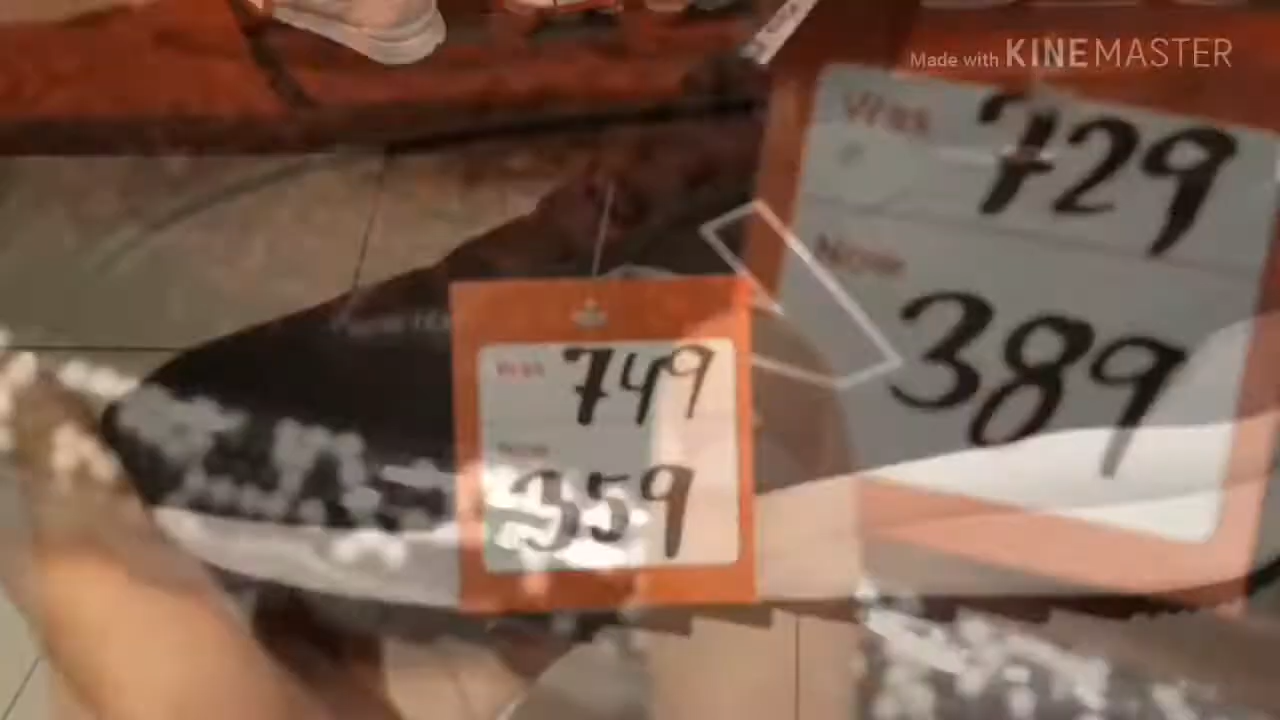 Made with KINEMASTER
Was 729
Now 389
Was 749
Now 359